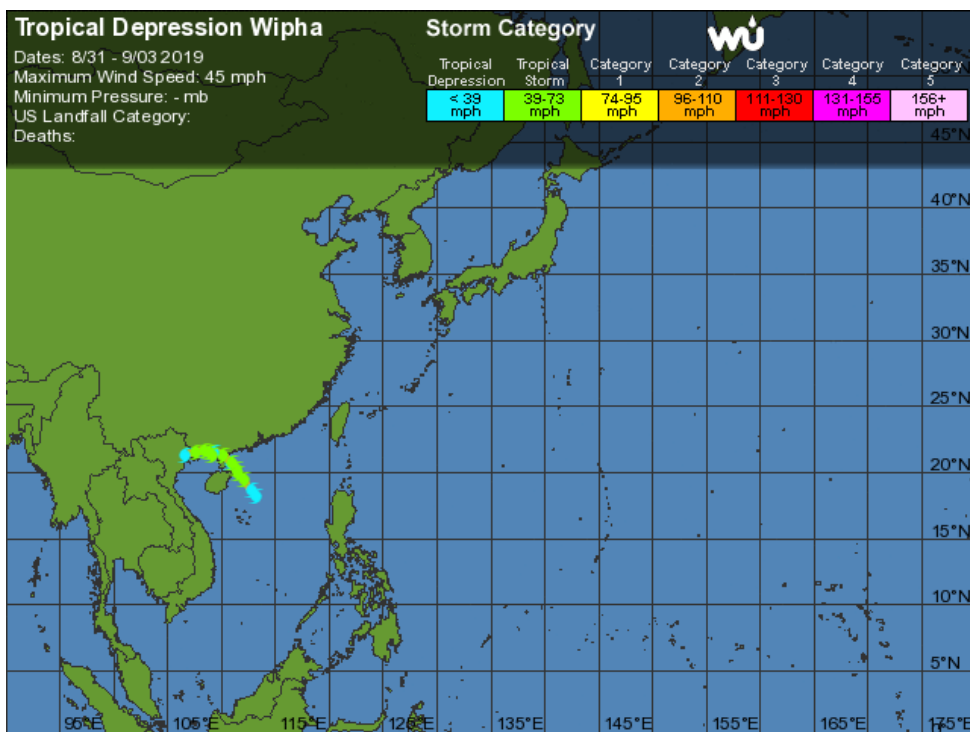 Tropical Depression Wipha
Dates: 8/31 - 9/03 2019
Maximum Wind Speed: 45 mph
Minimum Pressure: - mb
US Landfall Category:
Deaths:
Storm Category
wu
Tropical Depression
Tropical Storm
Category 1
Category 2
Category 3
Category 4
Category 5
< 39 mph
39-73 mph
74-95 mph
96-110 mph
111-130 mph
131-155 mph
156+ mph
45°N
40°N
35°N
30°N
25°N
20°N
15°N
10°N
5°N
95°E
105°E
115°E
125°E
135°E
145°E
155°E
165°E
175°E